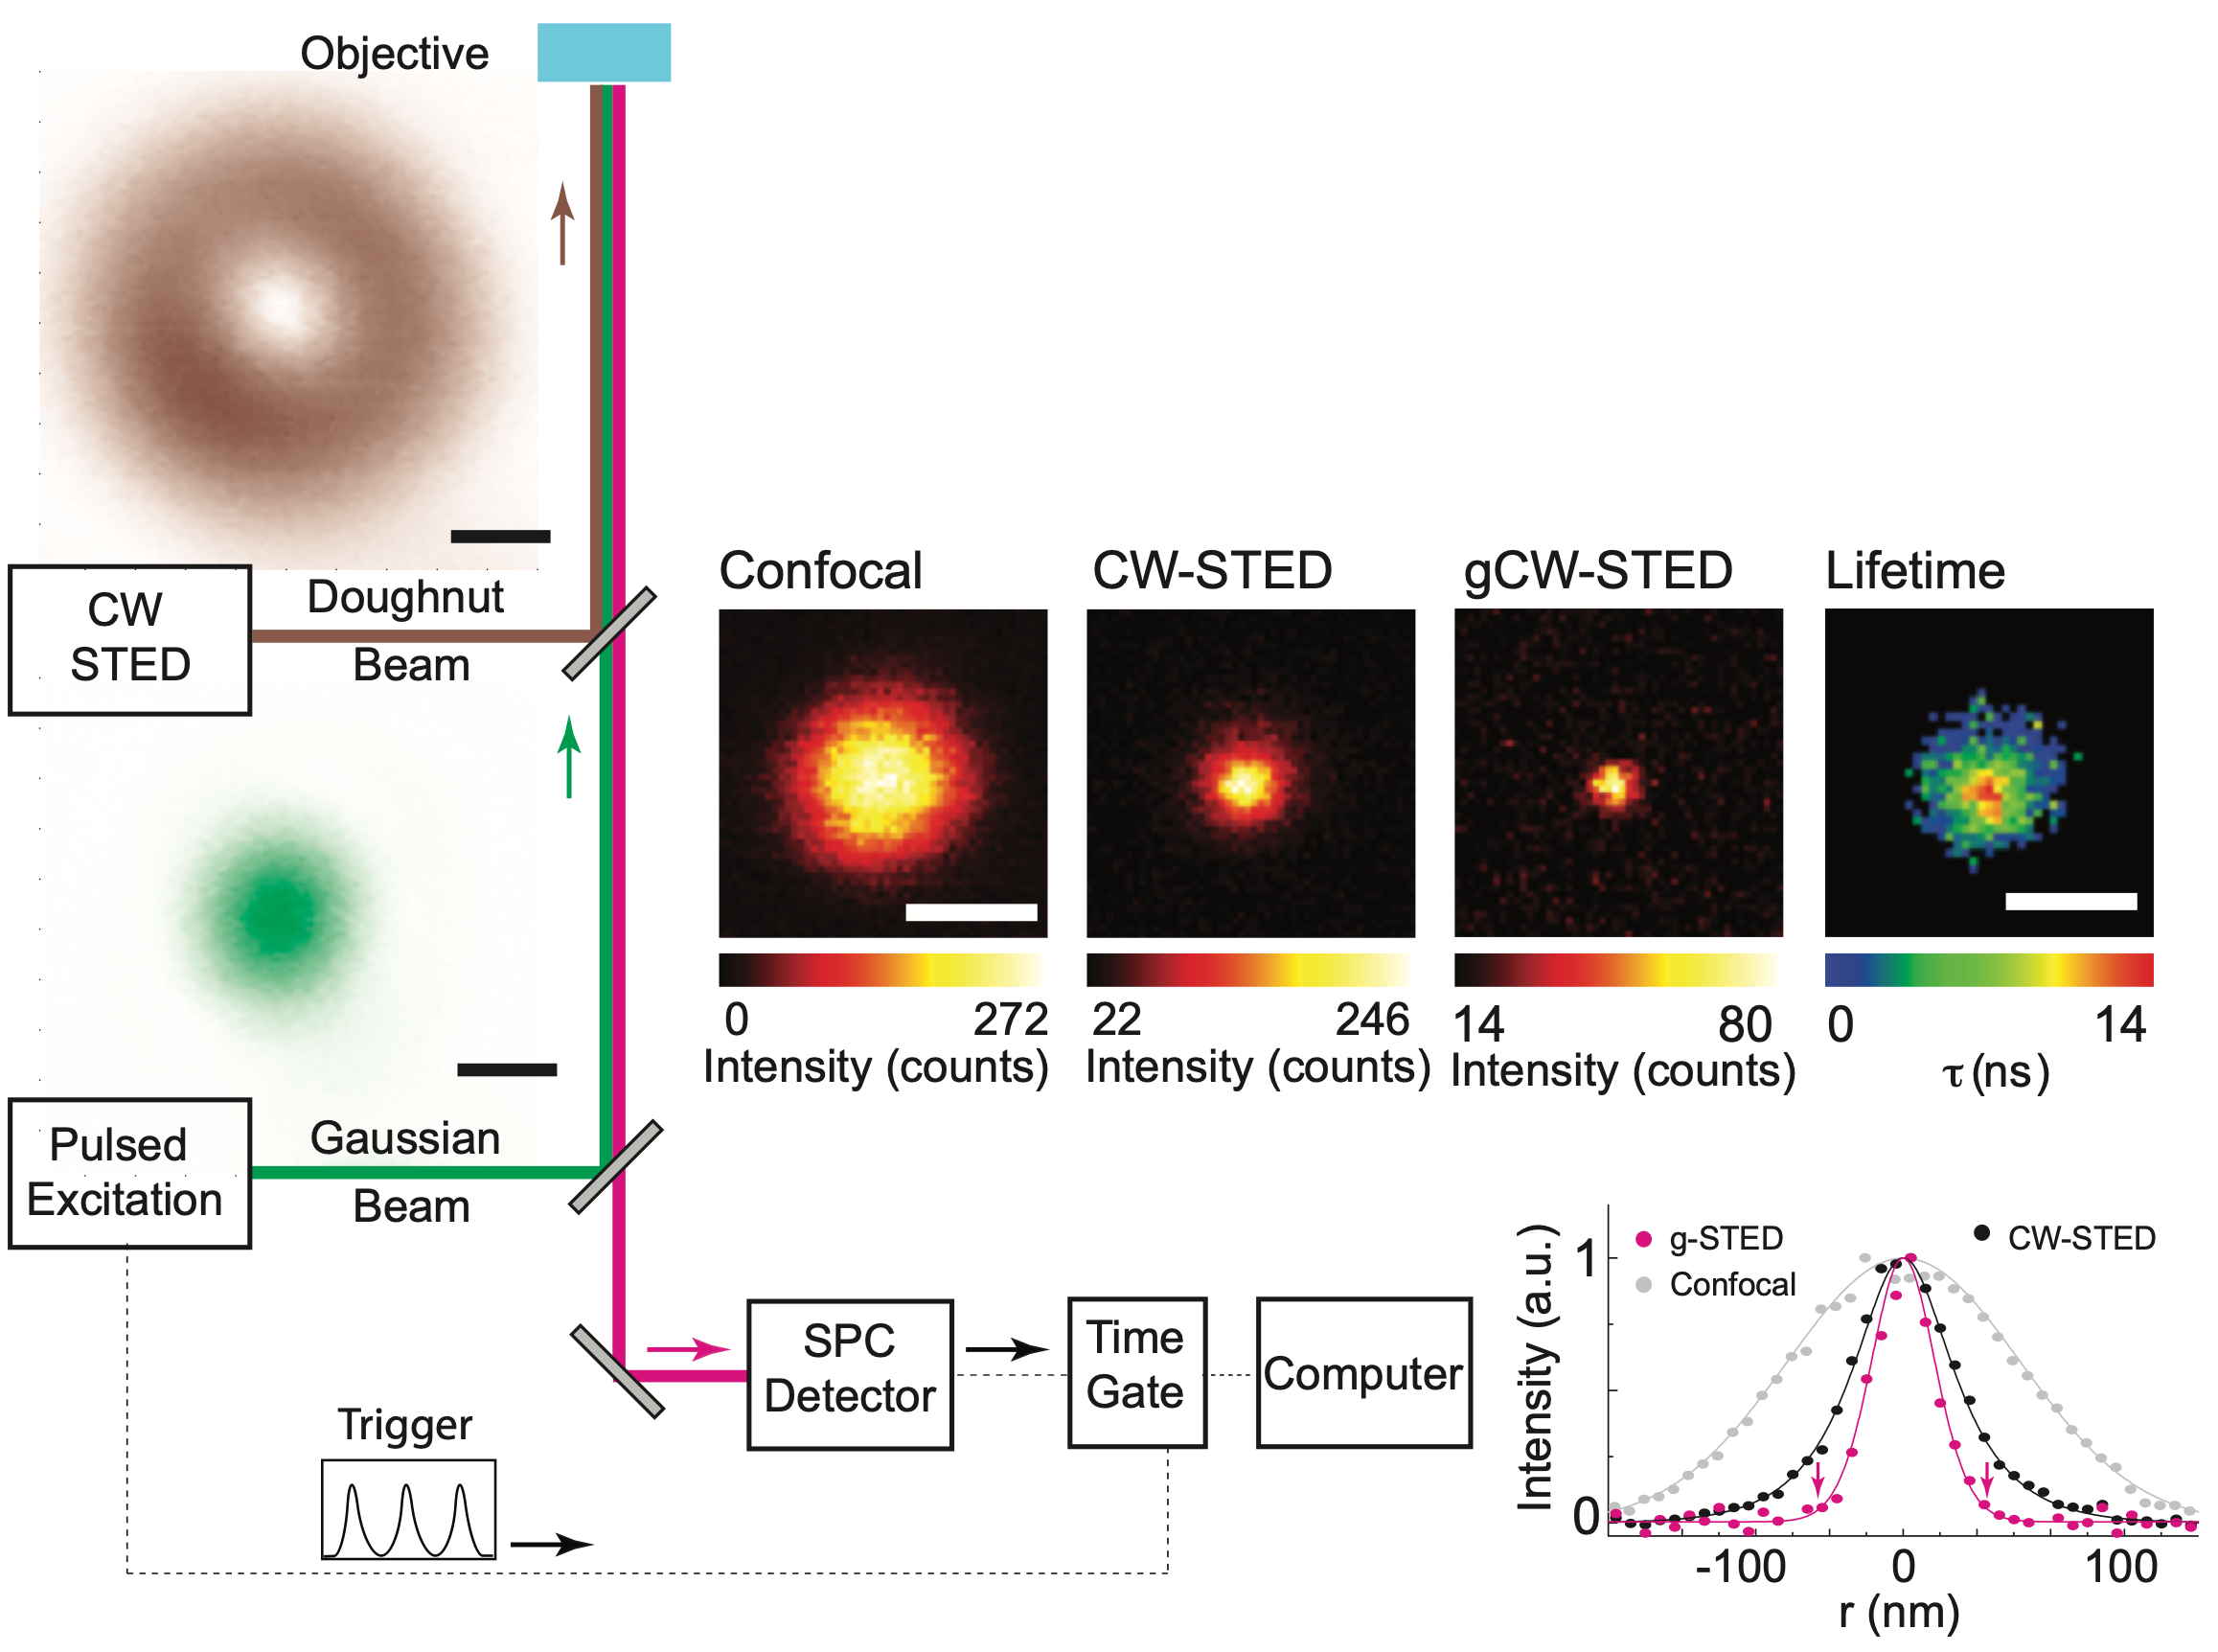 Objective
CW
STED
Doughnut
Beam
Pulsed
Excitation
Gaussian
Beam
Trigger
SPC
Detector
Time
Gate
Computer
Confocal
CW-STED
gCW-STED
Lifetime
0 272
Intensity (counts)
22 246
Intensity (counts)
14 80
Intensity (counts)
0 14
τ (ns)
g-STED
CW-STED
Confocal
Intensity (a.u.)
1
0
-100 0 100
r (nm)